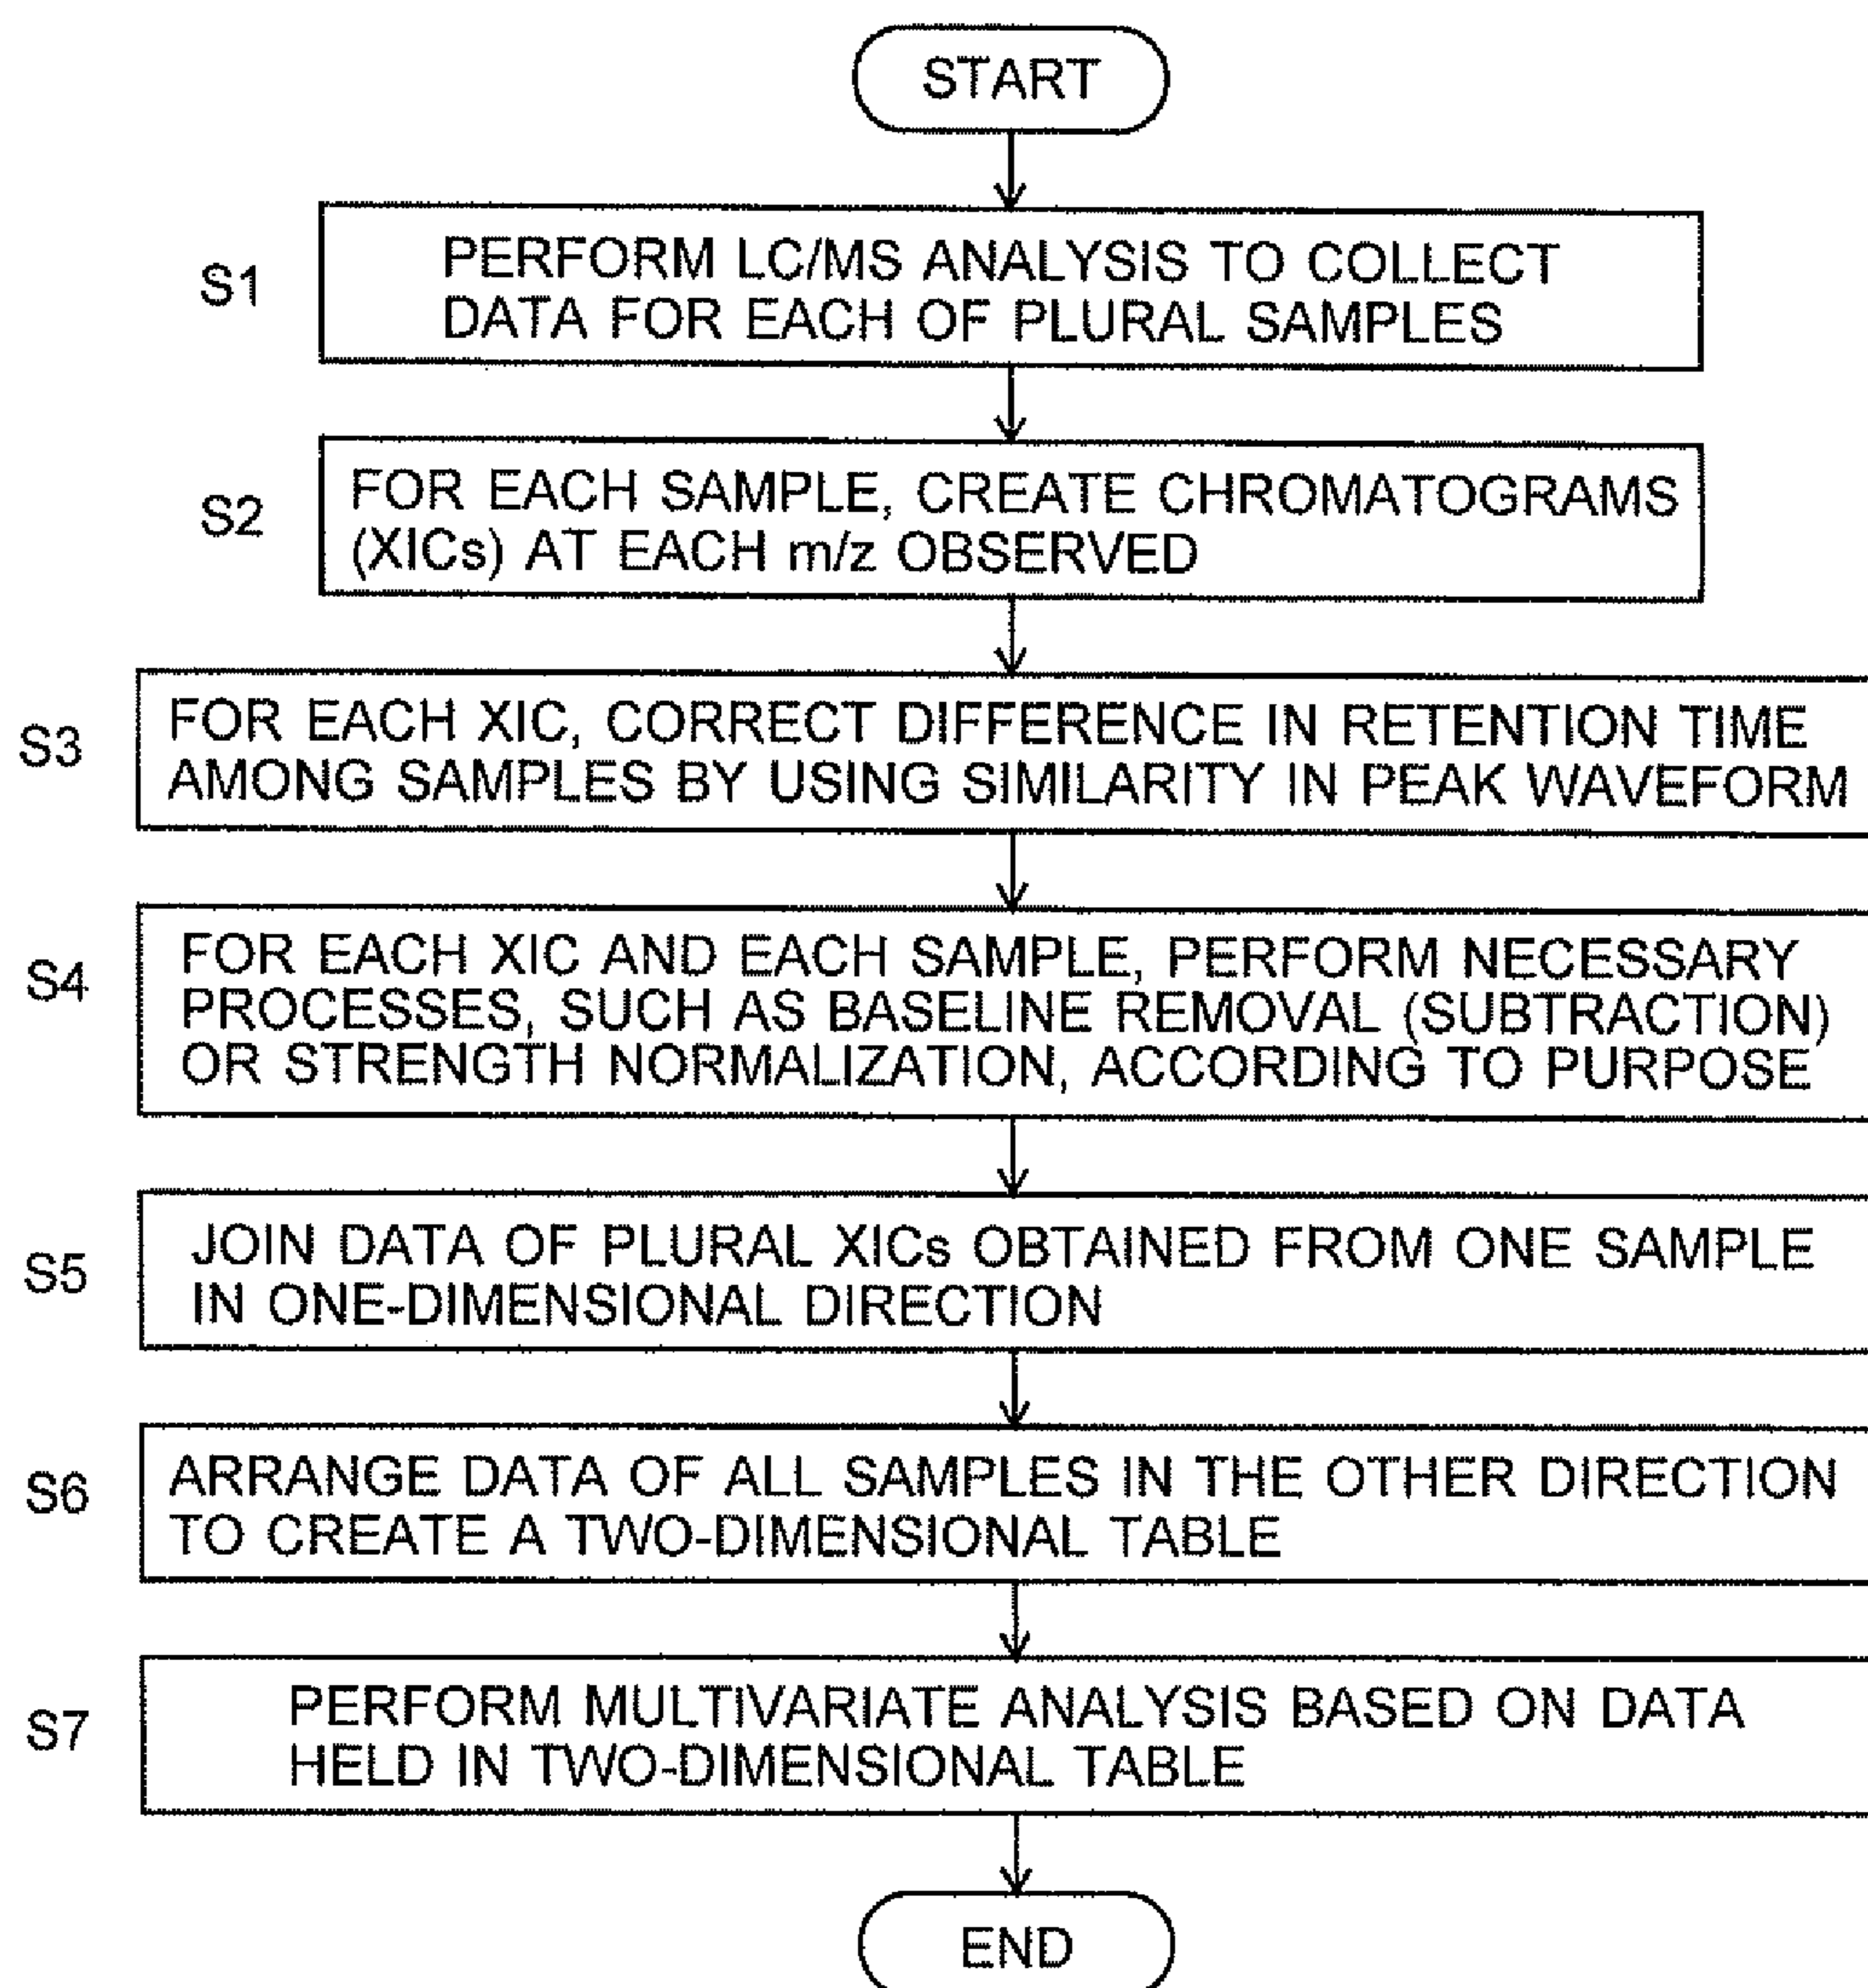 START
S1
PERFORM LC/MS ANALYSIS TO COLLECT
DATA FOR EACH OF PLURAL SAMPLES
S2
FOR EACH SAMPLE, CREATE CHROMATOGRAMS
(XICs) AT EACH m/z OBSERVED
S3
FOR EACH XIC, CORRECT DIFFERENCE IN RETENTION TIME
AMONG SAMPLES BY USING SIMILARITY IN PEAK WAVEFORM
S4
FOR EACH XIC AND EACH SAMPLE, PERFORM NECESSARY
PROCESSES, SUCH AS BASELINE REMOVAL (SUBTRACTION)
OR STRENGTH NORMALIZATION, ACCORDING TO PURPOSE
S5
JOIN DATA OF PLURAL XICs OBTAINED FROM ONE SAMPLE
IN ONE-DIMENSIONAL DIRECTION
S6
ARRANGE DATA OF ALL SAMPLES IN THE OTHER DIRECTION
TO CREATE A TWO-DIMENSIONAL TABLE
S7
PERFORM MULTIVARIATE ANALYSIS BASED ON DATA
HELD IN TWO-DIMENSIONAL TABLE
END